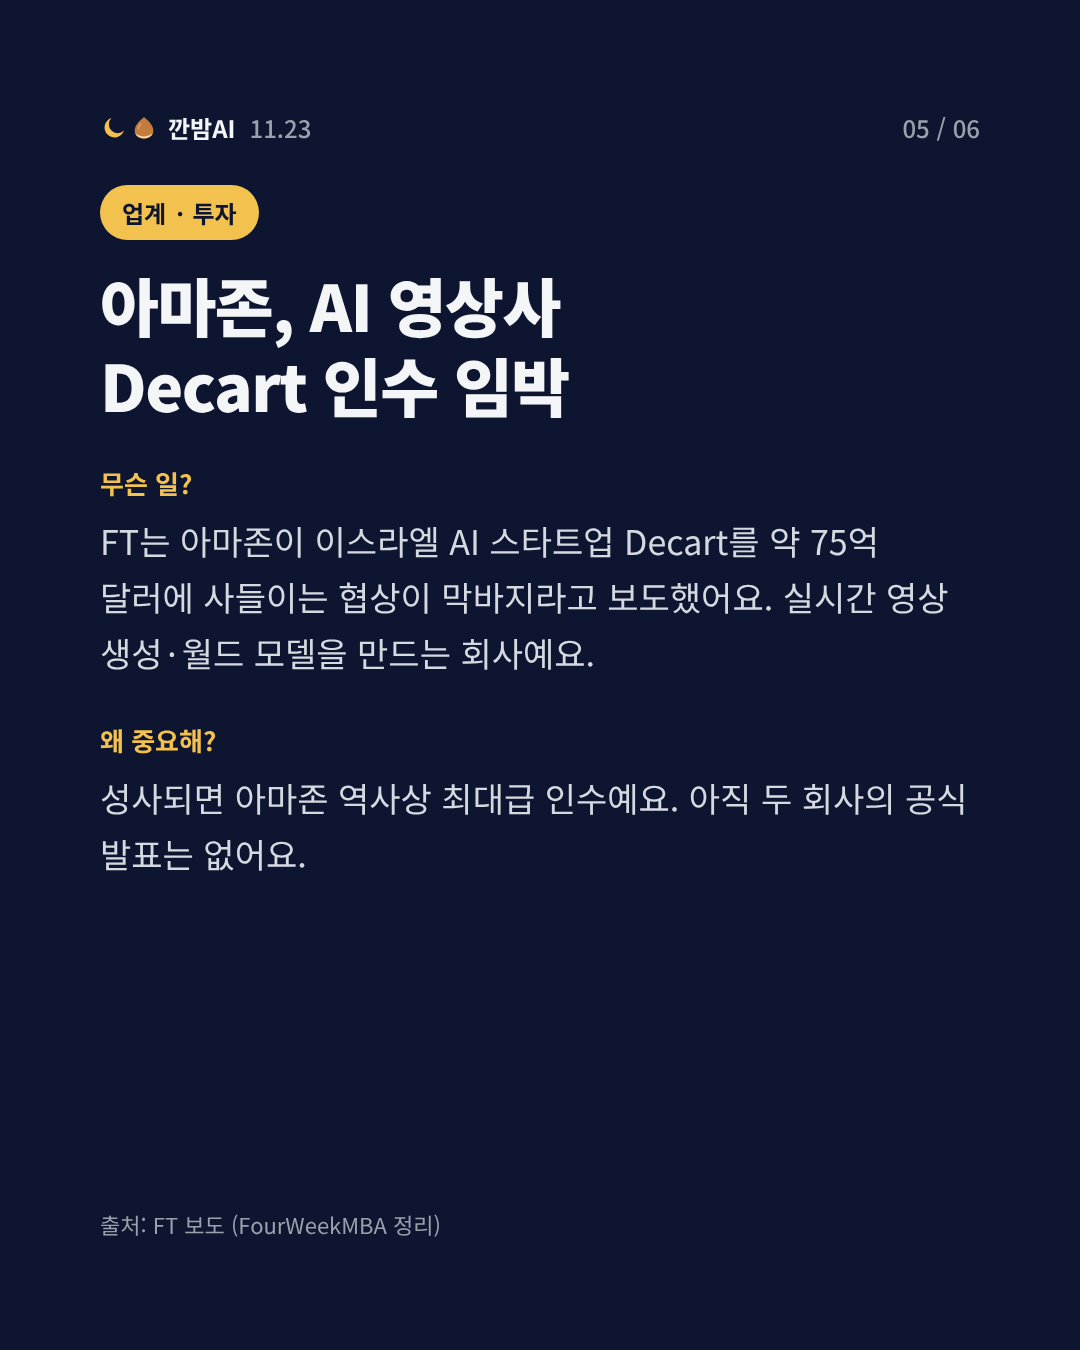 깐밤AI 11.23
05 / 06
업계 · 투자
아마존, AI 영상사
Decart 인수 임박
무슨 일?
FT는 아마존이 이스라엘 AI 스타트업 Decart를 약 75억
달러에 사들이는 협상이 막바지라고 보도했어요. 실시간 영상
생성·월드 모델을 만드는 회사예요.
왜 중요해?
성사되면 아마존 역사상 최대급 인수예요. 아직 두 회사의 공식
발표는 없어요.
출처: FT 보도 (FourWeekMBA 정리)